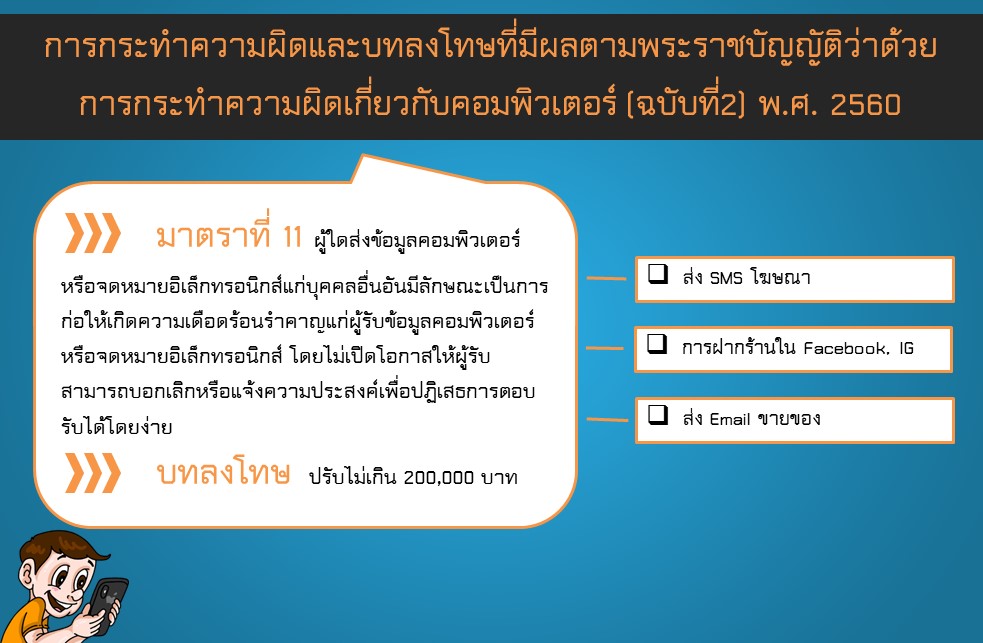 การกระทำความผิดและบทลงโทษที่มีผลตามพระราชบัญญัติว่าด้วย
การกระทำความผิดเกี่ยวกับคอมพิวเตอร์ (ฉบับที่2) พ.ศ. 2560
มาตราที่ 11 ผู้ใดส่งข้อมูลคอมพิวเตอร์
หรือจดหมายอิเล็กทรอนิกส์แก่บุคคลอื่นอันมีลักษณะเป็นการ
ก่อให้เกิดความเดือดร้อนรำคาญแก่ผู้รับข้อมูลคอมพิวเตอร์
หรือจดหมายอิเล็กทรอนิกส์ โดยไม่เปิดโอกาสให้ผู้รับ
สามารถบอกเลิกหรือแจ้งความประสงค์เพื่อปฏิเสธการตอบ
รับได้โดยง่าย
บทลงโทษ ปรับไม่เกิน 200,000 บาท
ส่ง SMS โฆษณา
การฝากร้านใน Facebook, IG
ส่ง Email ขายของ